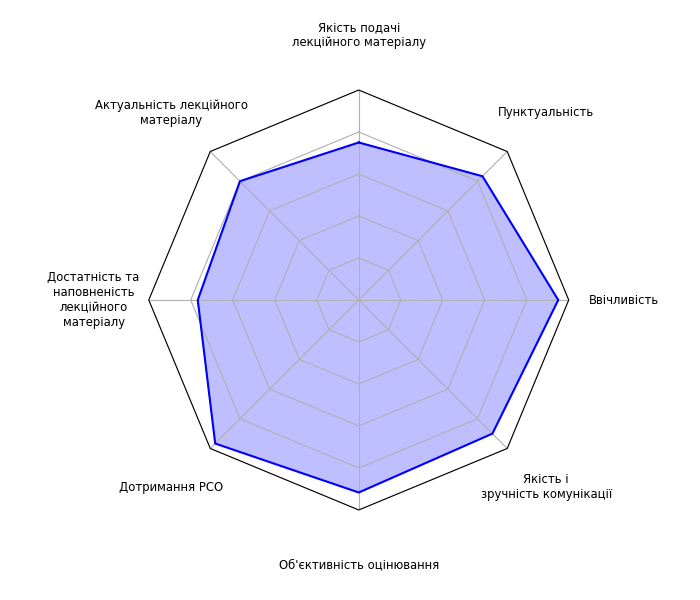 Якість подачі
лекційного матеріалу
Актуальність лекційного
матеріалу
Пунктуальність
Достатність та
наповненість
лекційного
матеріалу
Ввічливість
Дотримання РСО
Якість і
зручність комунікації
Об'єктивність оцінювання